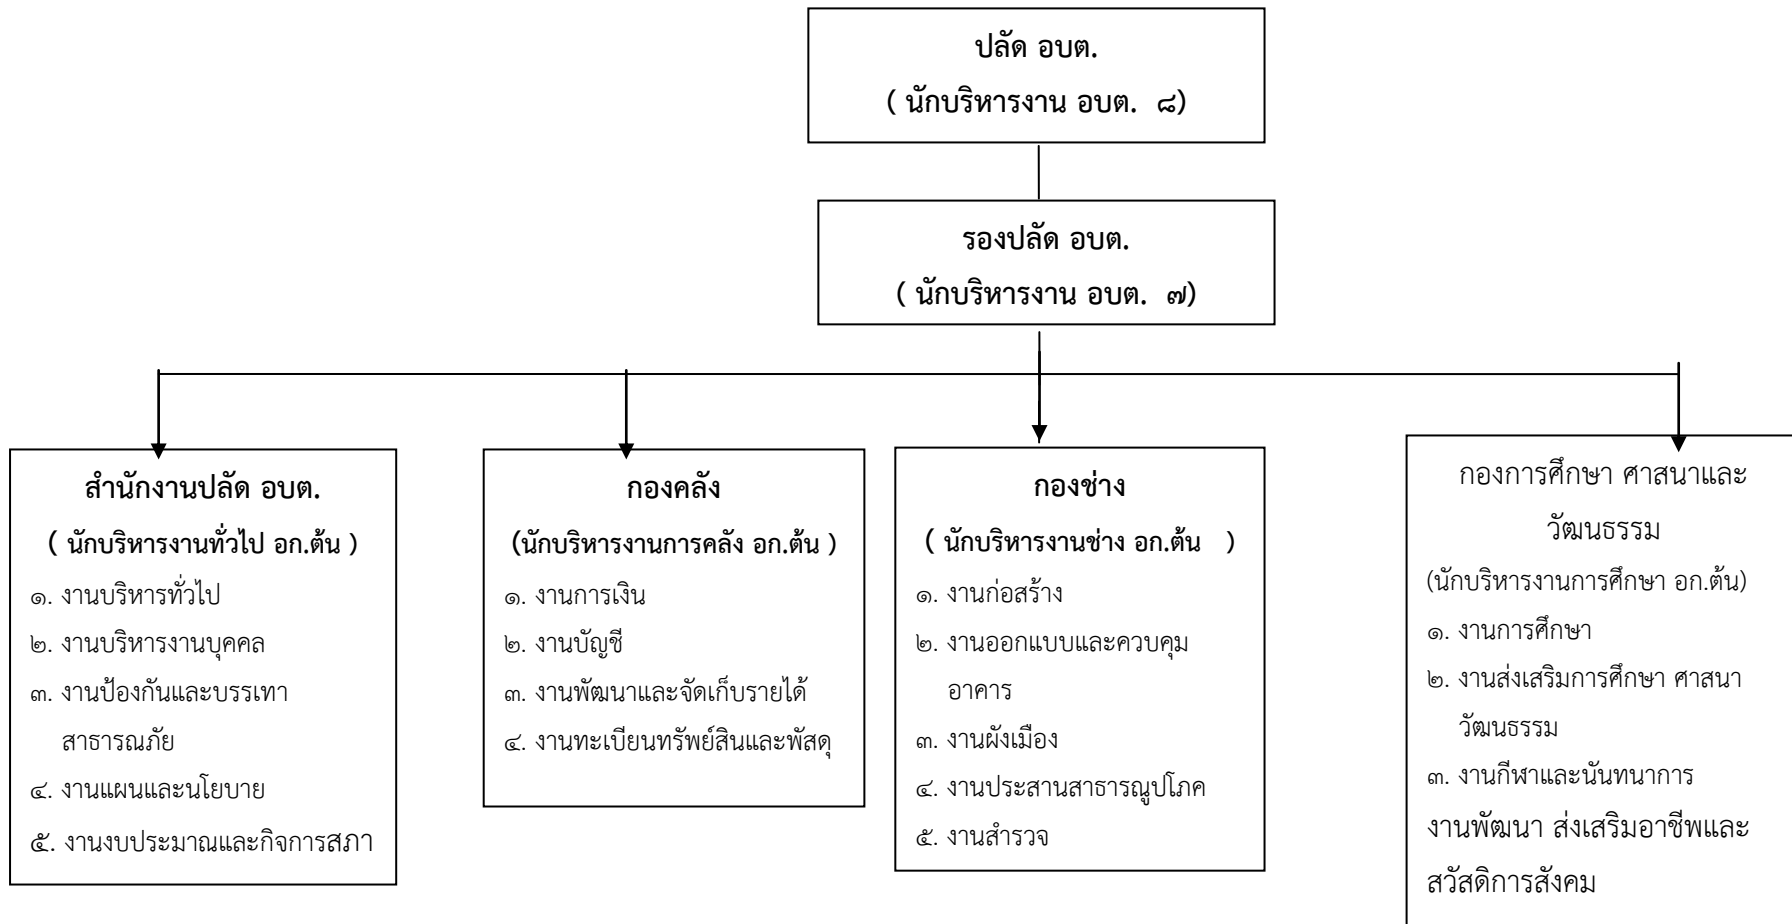 ปลัด อบต.
( นักบริหารงาน อบต. ๘)
รองปลัด อบต.
( นักบริหารงาน อบต. ๗)
สำนักงานปลัด อบต.
( นักบริหารงานทั่วไป อก.ต้น )
๑. งานบริหารทั่วไป
๒. งานบริหารงานบุคคล
๓. งานป้องกันและบรรเทา
สาธารณภัย
๔. งานแผนและนโยบาย
๕. งานงบประมาณและกิจการสภา
กองคลัง
(นักบริหารงานการคลัง อก.ต้น )
๑. งานการเงิน
๒. งานบัญชี
๓. งานพัฒนาและจัดเก็บรายได้
๔. งานทะเบียนทรัพย์สินและพัสดุ
กองช่าง
( นักบริหารงานช่าง อก.ต้น )
๑. งานก่อสร้าง
๒. งานออกแบบและควบคุม
อาคาร
๓. งานผังเมือง
๔. งานประสานสาธารณูปโภค
๕. งานสำรวจ
กองการศึกษา ศาสนาและ
วัฒนธรรม
(นักบริหารงานการศึกษา อก.ต้น)
๑. งานการศึกษา
๒. งานส่งเสริมการศึกษา ศาสนา
วัฒนธรรม
๓. งานกีฬาและนันทนาการ
งานพัฒนา ส่งเสริมอาชีพและ
สวัสดิการสังคม